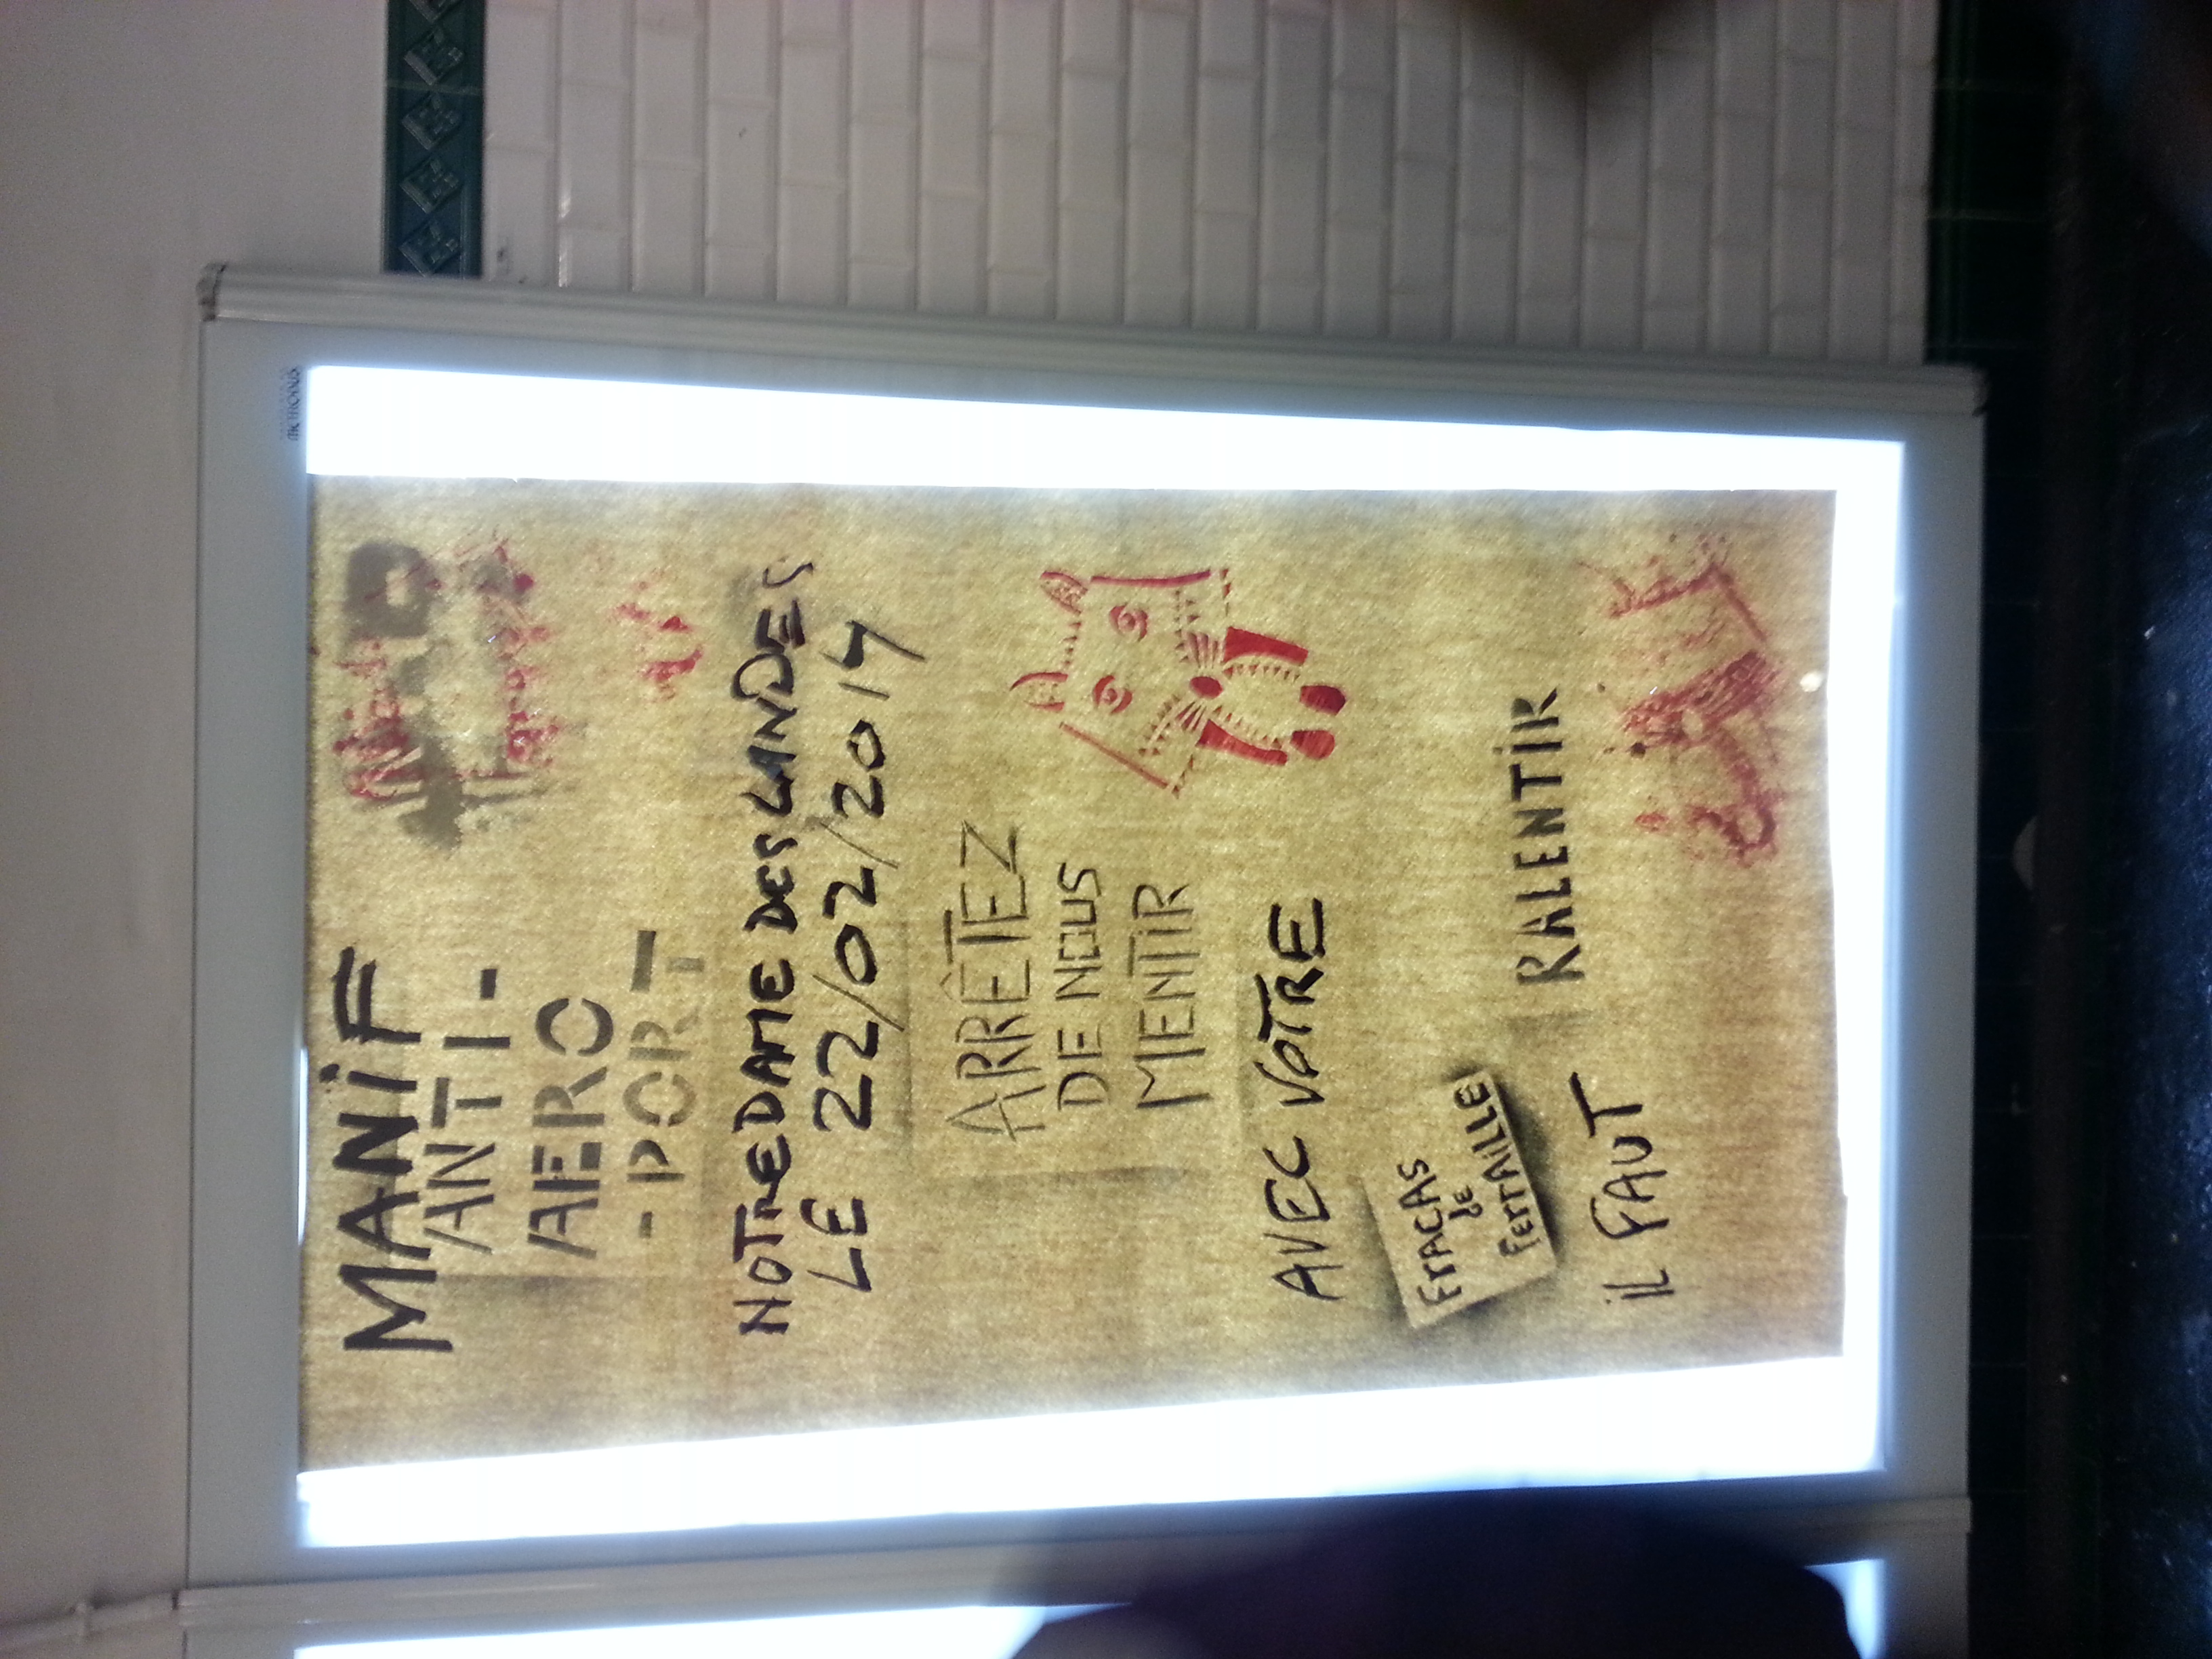 MANiF
ANTI-
AERO
-PORT
NOTRE DAME DES LANDES
LE 22/02/2014
ARRÊTEZ
DE NOUS
MENTiR
AVEC VOTRE
FRACAS
de
FERRAiLLE
iL FAUT
RALENTiR